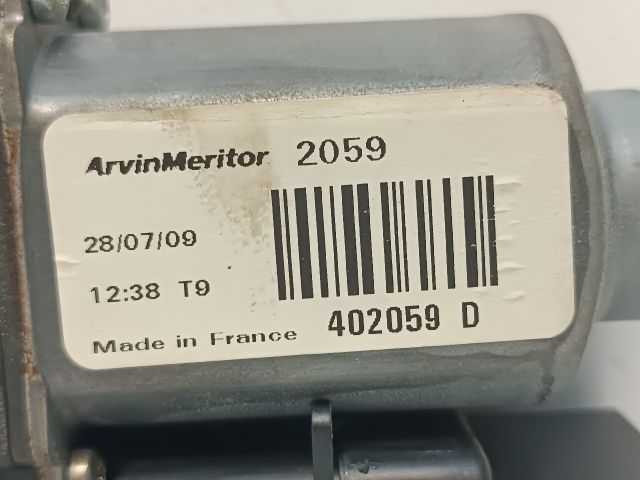 ArvinMeritor 2059
28/07/09
12:38 T9
402059 D
Made in France